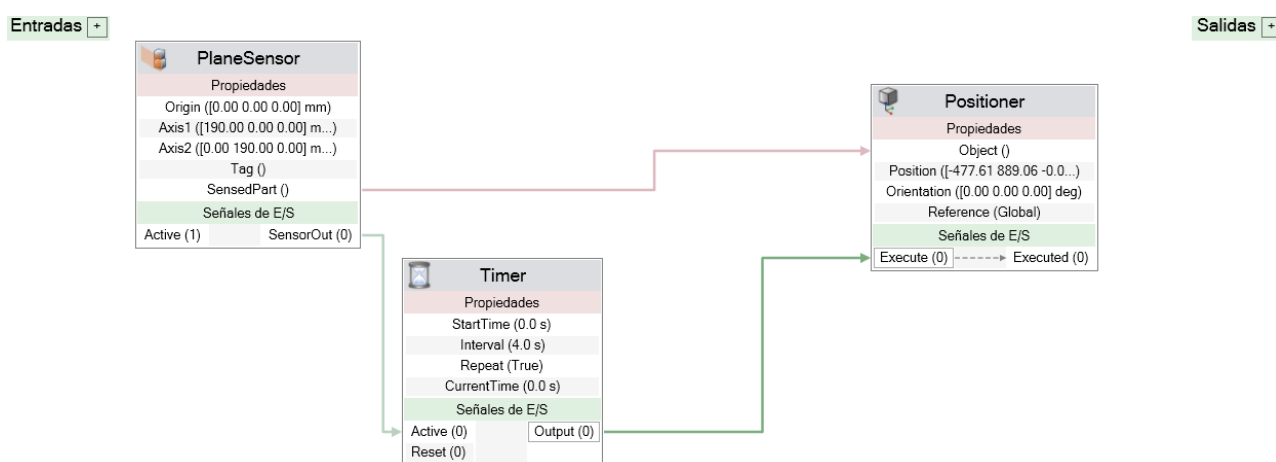 Entradas +
Salidas +
PlaneSensor
Propiedades
Origin ([0.00 0.00 0.00] mm)
Axis1 ([190.00 0.00 0.00] m...)
Axis2 ([0.00 190.00 0.00] m...)
Tag ()
SensedPart ()
Señales de E/S
Active (1) SensorOut (0)
Positioner
Propiedades
Object ()
Position ([-477.61 889.06 -0.0...)
Orientation ([0.00 0.00 0.00] deg)
Reference (Global)
Señales de E/S
Execute (0) Executed (0)
Timer
Propiedades
StartTime (0.0 s)
Interval (4.0 s)
Repeat (True)
CurrentTime (0.0 s)
Señales de E/S
Active (0) Output (0)
Reset (0)